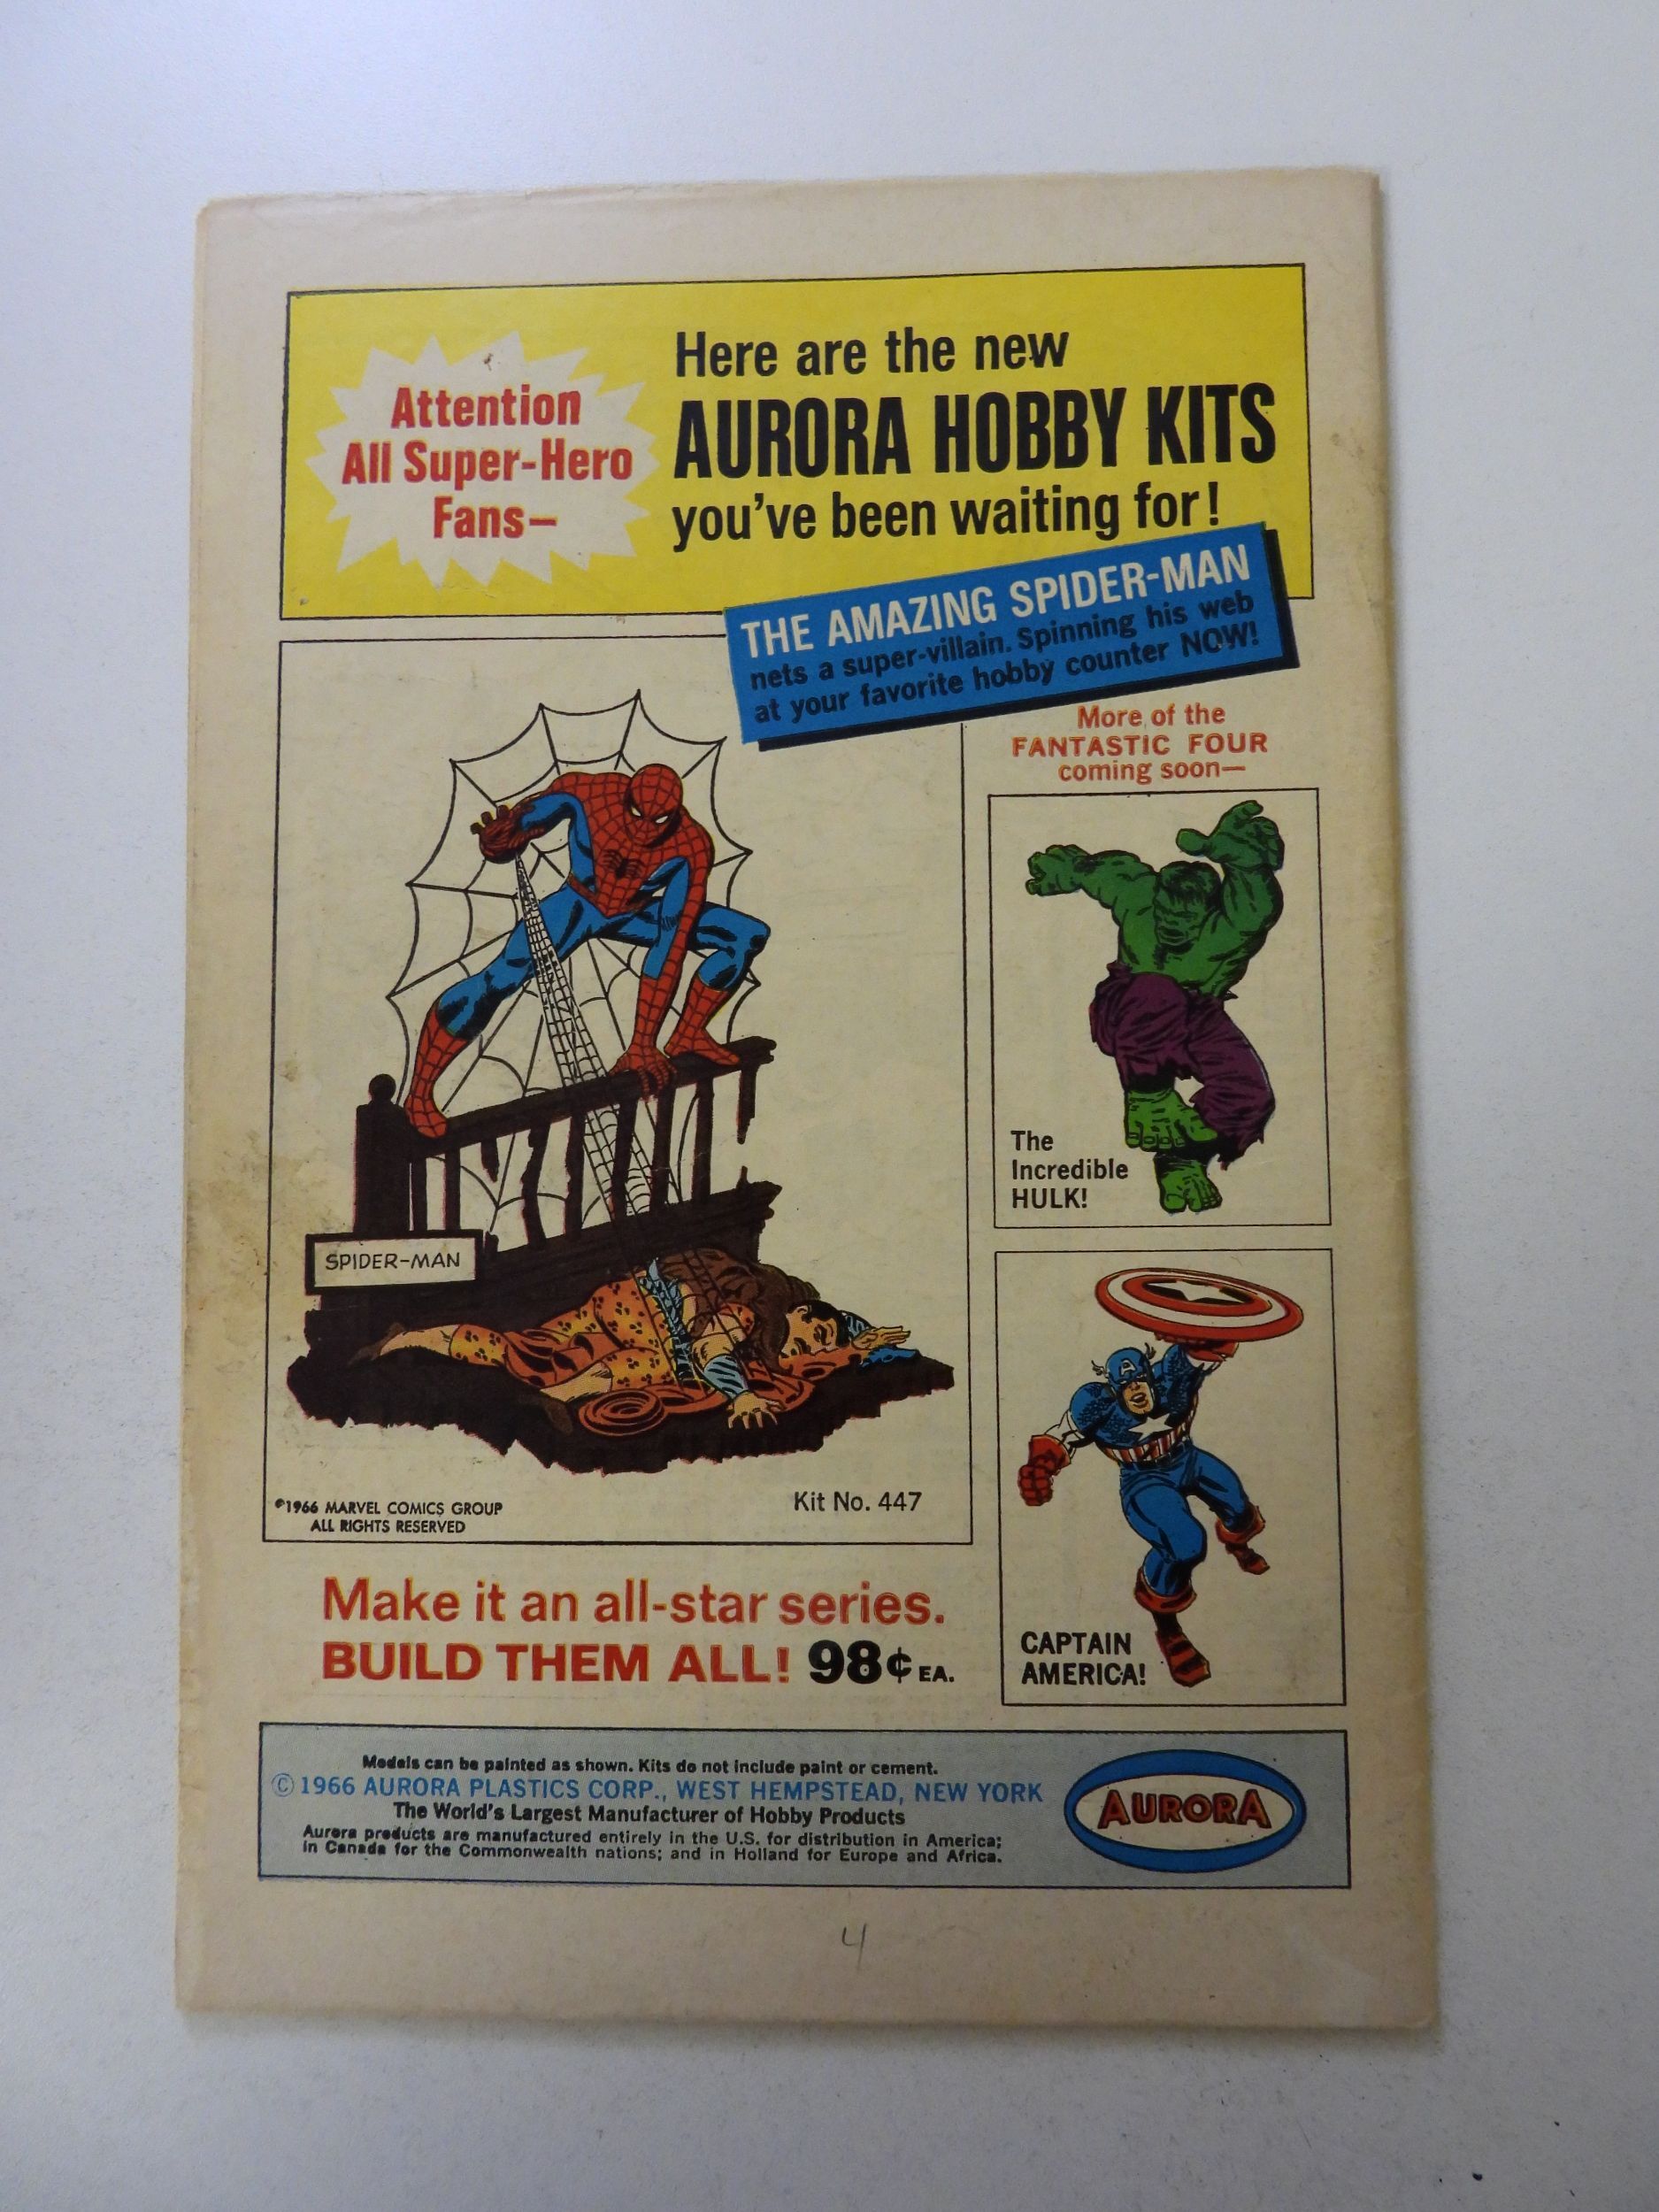 Attention
All Super-Hero
Fans—
Here are the new
AURORA HOBBY KITS
you've been waiting for!
THE AMAZING SPIDER-MAN
nets a super-villain. Spinning his web
at your favorite hobby counter NOW!
More of the
FANTASTIC FOUR
coming soon—
The
Incredible
HULK!
SPIDER-MAN
©1966 MARVEL COMICS GROUP
ALL RIGHTS RESERVED
Kit No. 447
CAPTAIN
AMERICA!
Make it an all-star series.
BUILD THEM ALL! 98¢ EA.
Models can be painted as shown. Kits do not include paint or cement.
© 1966 AURORA PLASTICS CORP., WEST HEMPSTEAD, NEW YORK
The World's Largest Manufacturer of Hobby Products
Aurora products are manufactured entirely in the U.S. for distribution in America;
in Canada for the Commonwealth nations; and in Holland for Europe and Africa.
AURORA
4